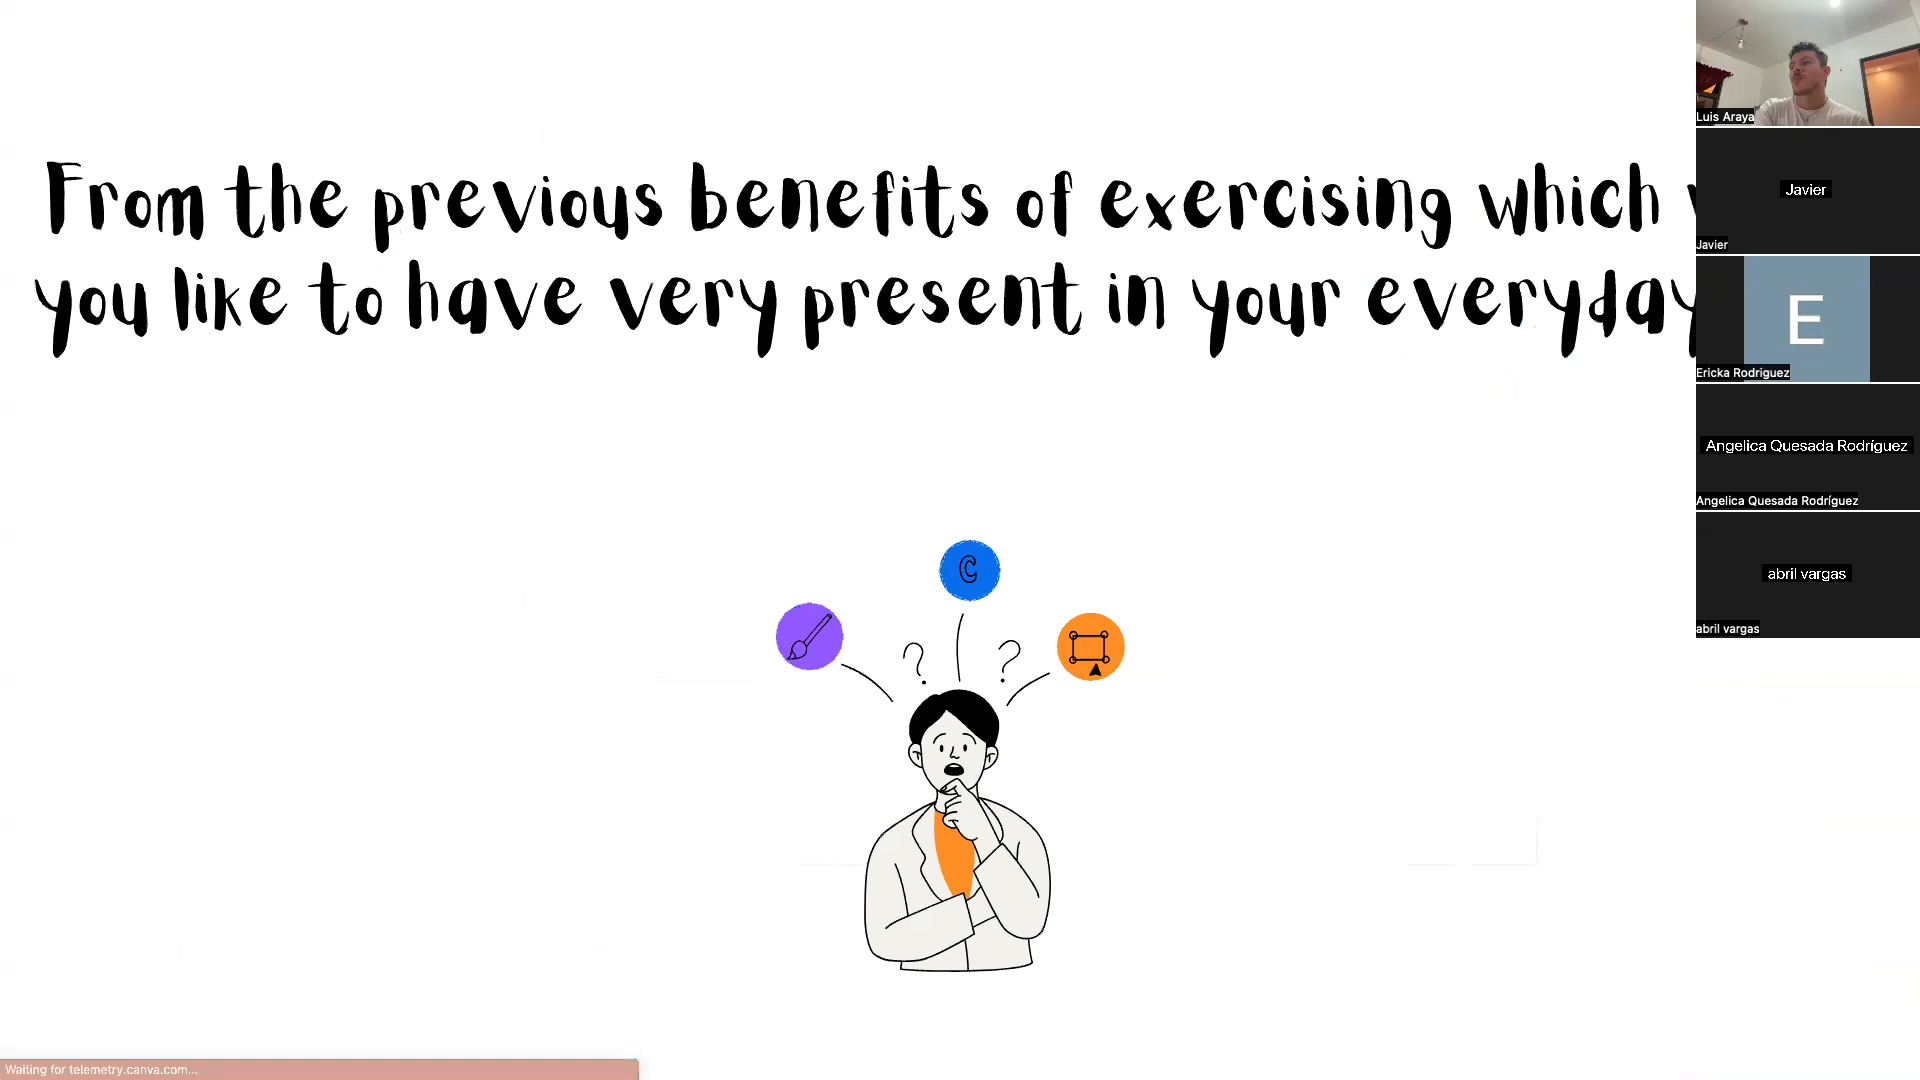 From the previous benefits of exercising which
you like to have very present in your everyday
C
? ?
Luis Araya
Javier
Javier
E
Ericka Rodriguez
Angelica Quesada Rodríguez
Angelica Quesada Rodríguez
abril vargas
abril vargas
Waiting for telemetry.canva.com...